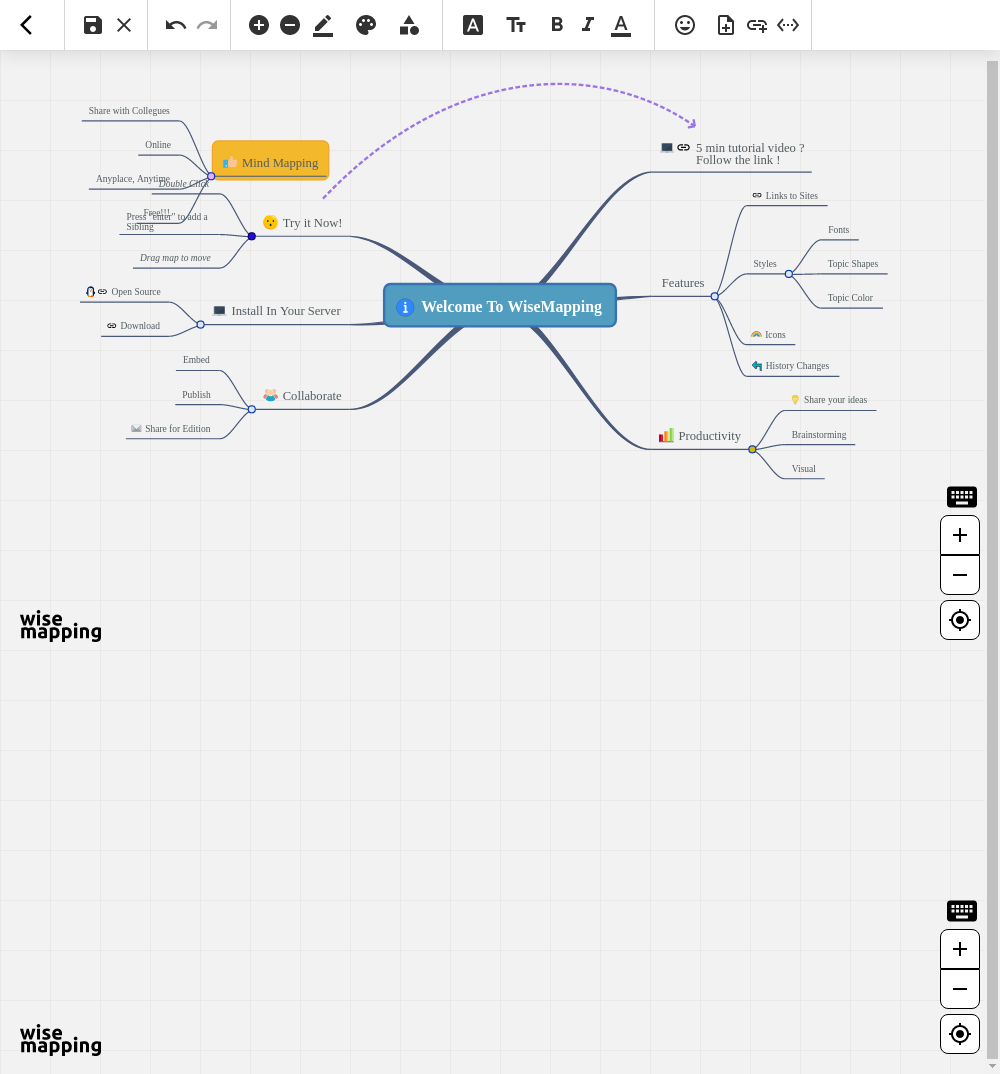 Share with Collegues
Online
Anyplace, Anytime
Free!!!
Mind Mapping
Double Click
Press "enter" to add a
Sibling
Drag map to move
Try it Now!
Open Source
Download
Install In Your Server
Embed
Publish
Share for Edition
Collaborate
Welcome To WiseMapping
5 min tutorial video ?
Follow the link !
Links to Sites
Features
Styles
Fonts
Topic Shapes
Topic Color
Icons
History Changes
Productivity
Share your ideas
Brainstorming
Visual
wise
mapping
wise
mapping